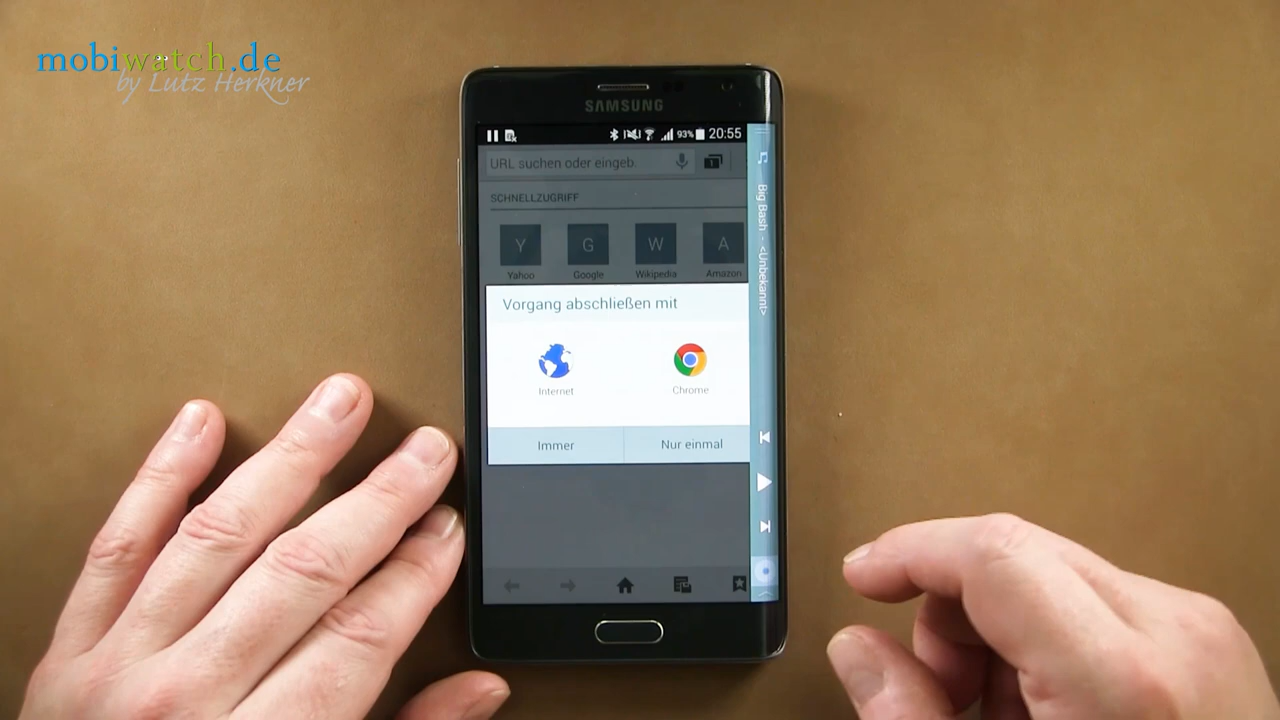 mobiwatch.de
by Lutz Herkner
SAMSUNG
93% 20:55
URL suchen oder eingeb.
1
SCHNELLZUGRIFF
Y G W A
Yahoo Google Wikipedia Amazon
Vorgang abschließen mit
Internet Chrome
Immer Nur einmal
Big Bash - <Unbekannt>